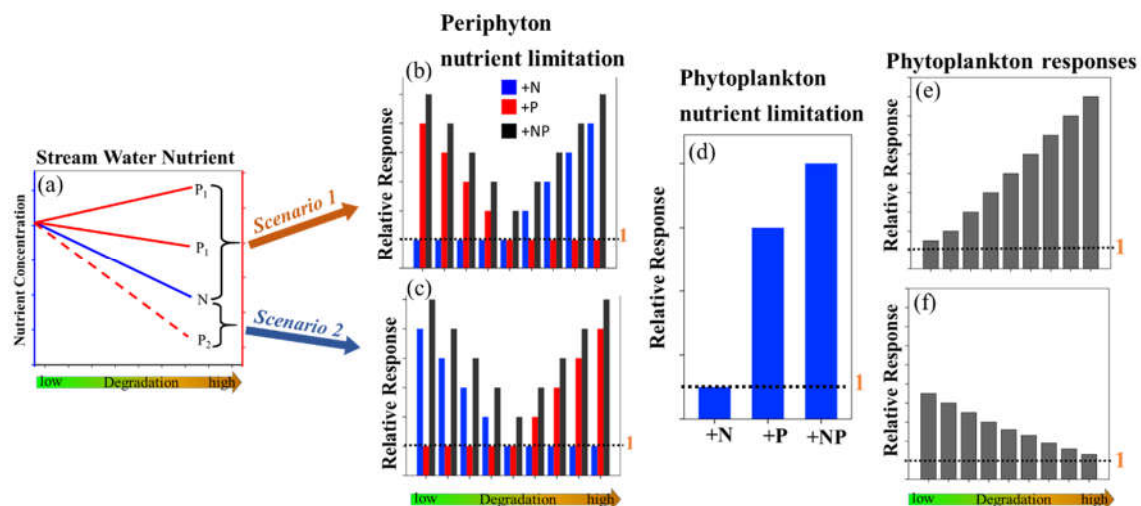 Periphyton
nutrient limitation
(b)
+N
+P
+NP
Relative Response
1
Stream Water Nutrient
(a)
P1
P1
N
P2
Nutrient Concentration
low Degradation high
Scenario 1
Scenario 2
(c)
Relative Response
1
low Degradation high
Phytoplankton
nutrient limitation
(d)
Relative Response
1
+N +P +NP
Phytoplankton responses
(e)
Relative Response
1
(f)
Relative Response
1
low Degradation high